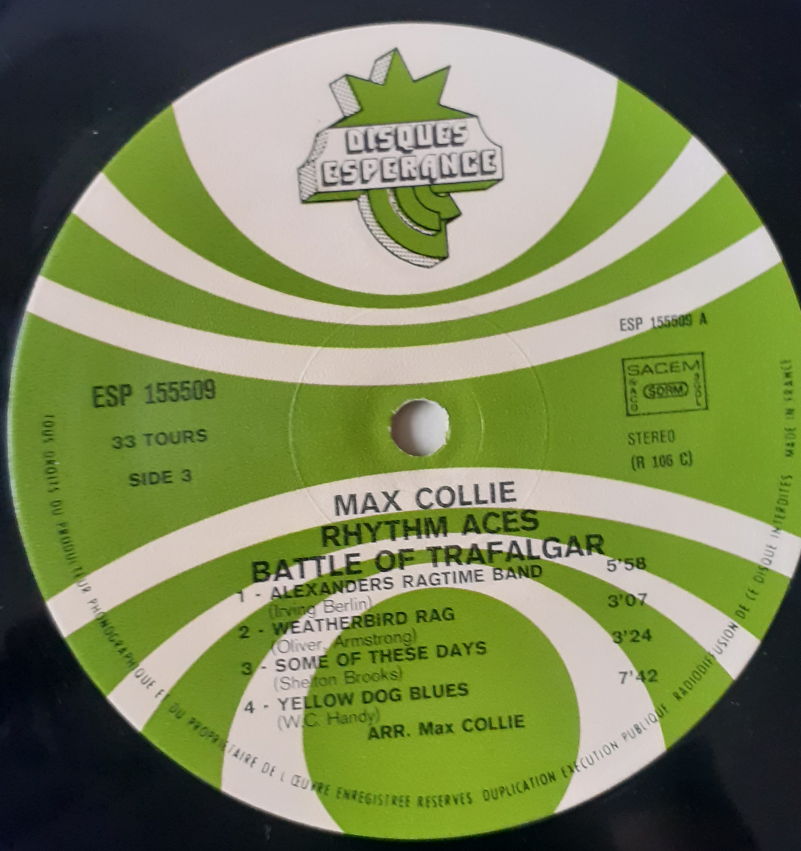 DISQUES
ESPERANCE
ESP 155509 A
SACEM
SACD SDRM SGDL
STEREO
(R 106 C)
ESP 155509
33 TOURS
SIDE 3
MAX COLLIE
RHYTHM ACES
BATTLE OF TRAFALGAR
1 - ALEXANDERS RAGTIME BAND 5'58
(Irving Berlin)
2 - WEATHERBIRD RAG 3'07
(Oliver, Armstrong)
3 - SOME OF THESE DAYS 3'24
(Shelton Brooks)
4 - YELLOW DOG BLUES 7'42
(W.C. Handy)
ARR. Max COLLIE
TOUS DROITS DU PRODUCTEUR PHONOGRAPHIQUE ET DU PROPRIETAIRE DE L ŒUVRE ENREGISTREE RESERVES DUPLICATION EXECUTION PUBLIQUE RADIODIFFUSION DE CE DISQUE INTERDITES MADE IN FRANCE